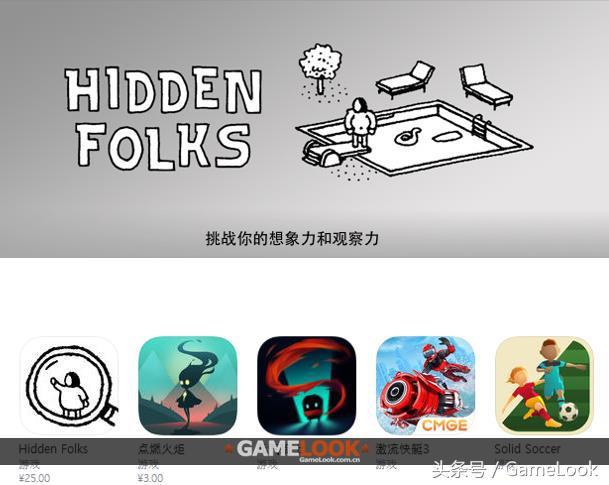 HIDDEN
FOLKS
挑战你的想象力和观察力
CMGE
Hidden Folks
点燃火炬
激流快艇3
Solid Soccer
GAMELOOK
GameLook.com.cn
游戏
游戏
游戏
游戏
¥25.00
¥3.00
头条号 / GameLook